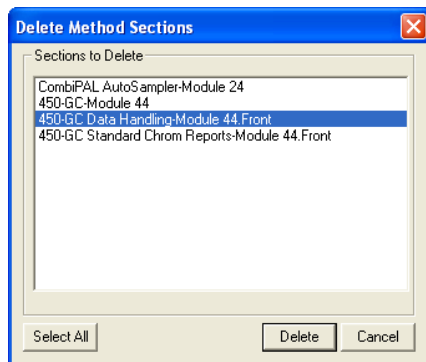 Delete Method Sections
Sections to Delete
CombiPAL AutoSampler-Module 24
450-GC-Module 44
450-GC Data Handling-Module 44.Front
450-GC Standard Chrom Reports-Module 44.Front
Select All
Delete
Cancel